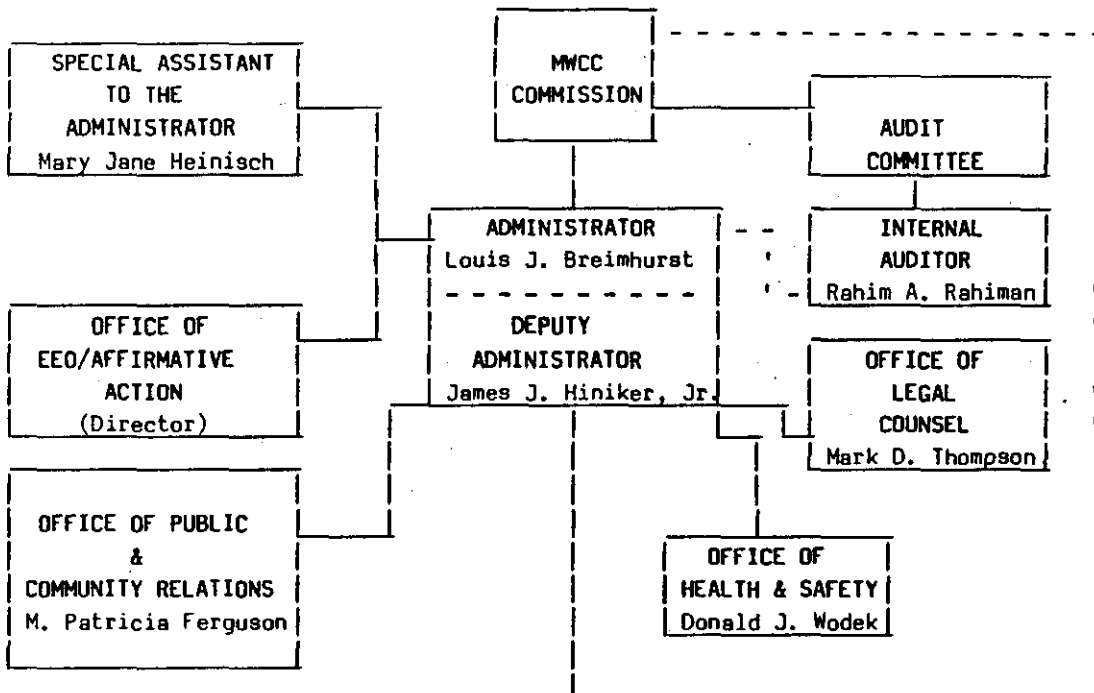 SPECIAL ASSISTANT
TO THE
ADMINISTRATOR
Mary Jane Heinisch
MWCC
COMMISSION
AUDIT
COMMITTEE
ADMINISTRATOR
Louis J. Breimhurst
DEPUTY
ADMINISTRATOR
James J. Hiniker, Jr.
INTERNAL
AUDITOR
Rahim A. Rahiman
OFFICE OF
EEO/AFFIRMATIVE
ACTION
(Director)
OFFICE OF
LEGAL
COUNSEL
Mark D. Thompson
OFFICE OF PUBLIC
&
COMMUNITY RELATIONS
M. Patricia Ferguson
OFFICE OF
HEALTH & SAFETY
Donald J. Wodek